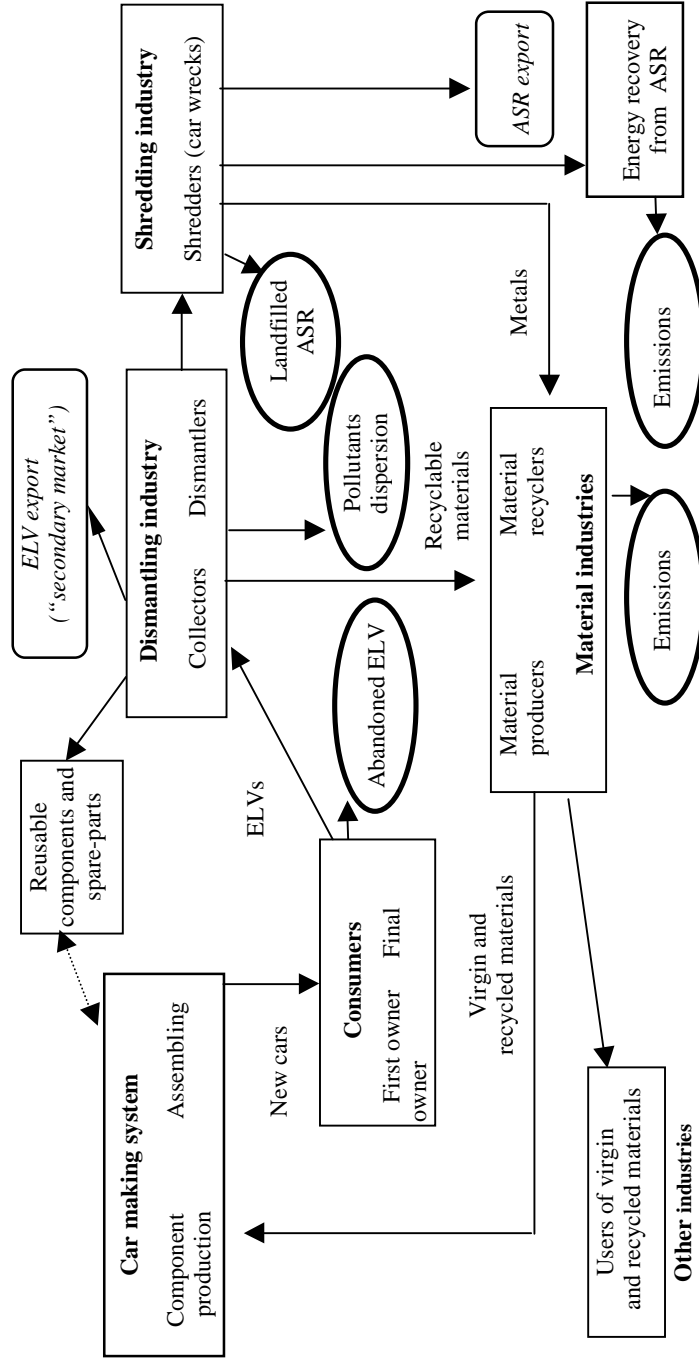 Car making system
Component
production
Assembling
Reusable
components and
spare-parts
ELV export
(“secondary market”)
Dismantling industry
Collectors
Dismantlers
Shredding industry
Shredders (car wrecks)
New cars
ELVs
Consumers
First owner Final
owner
Abandoned ELV
Pollutants
dispersion
Landfilled
ASR
Recyclable
materials
Metals
ASR export
Virgin and
recycled materials
Material
producers
Material
recyclers
Material industries
Energy recovery
from ASR
Users of virgin
and recycled materials
Other industries
Emissions
Emissions